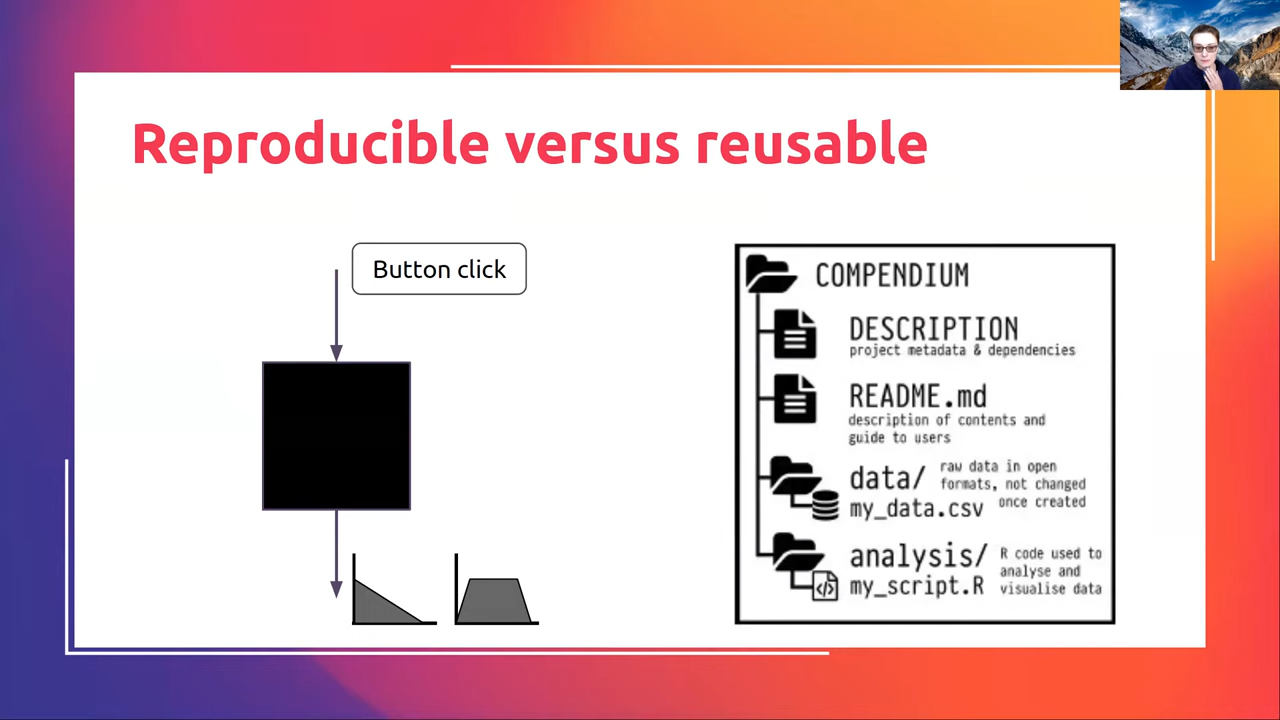 Reproducible versus reusable
Button click
COMPENDIUM
DESCRIPTION
project metadata & dependencies
README.md
description of contents and
guide to users
data/
my_data.csv
raw data in open
formats, not changed
once created
analysis/
my_script.R
R code used to
analyse and
visualise data